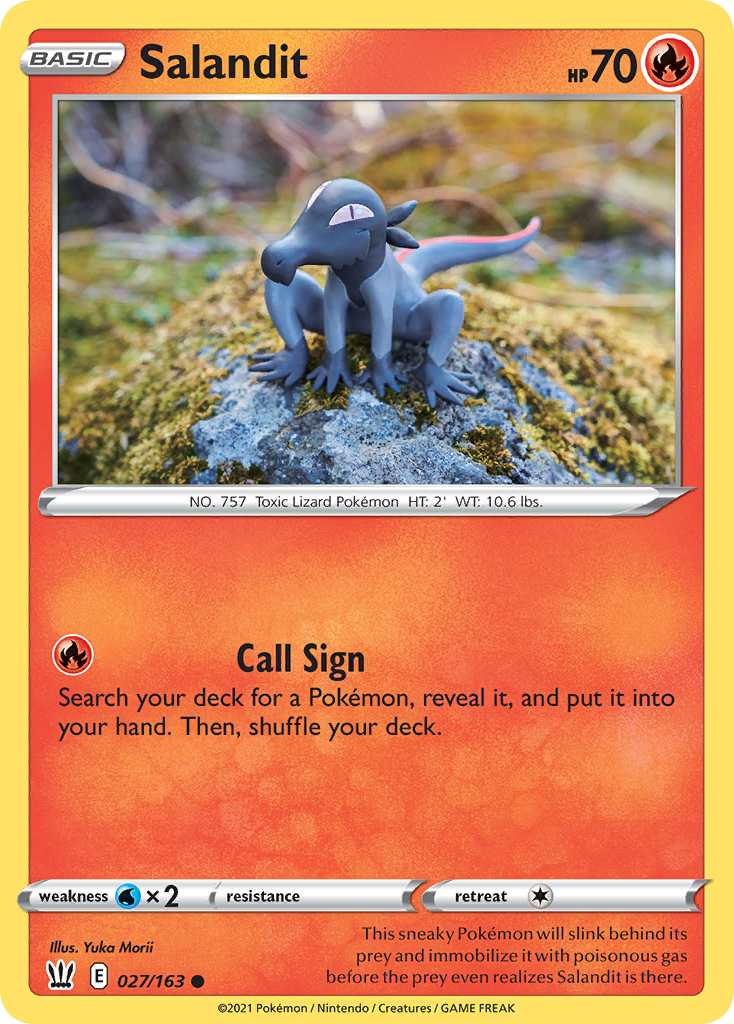 BASIC
Salandit
HP 70
NO. 757 Toxic Lizard Pokémon HT: 2' WT: 10.6 lbs.
Call Sign
Search your deck for a Pokémon, reveal it, and put it into
your hand. Then, shuffle your deck.
weakness ×2 resistance retreat
Illus. Yuka Morii
E 027/163
This sneaky Pokémon will slink behind its
prey and immobilize it with poisonous gas
before the prey even realizes Salandit is there.
©2021 Pokémon / Nintendo / Creatures / GAME FREAK